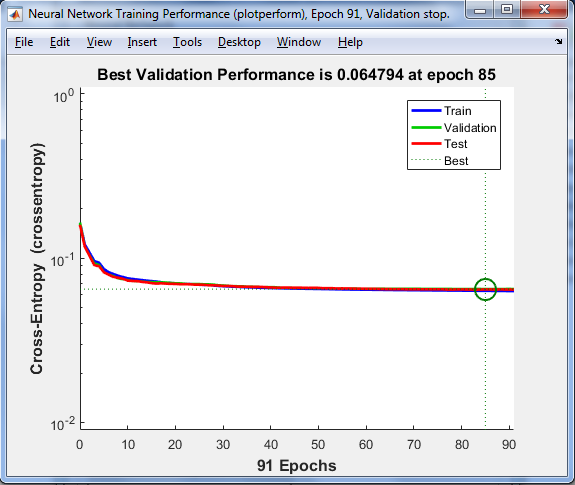 Neural Network Training Performance (plotperform), Epoch 91, Validation stop.
File Edit View Insert Tools Desktop Window Help
Best Validation Performance is 0.064794 at epoch 85
Cross-Entropy (crossentropy)
10^0
10^-1
10^-2
Train
Validation
Test
Best
0 10 20 30 40 50 60 70 80 90
91 Epochs